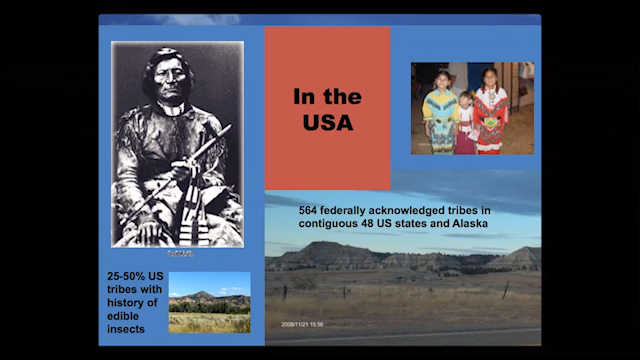 In the
USA
564 federally acknowledged tribes in
contiguous 48 US states and Alaska
25-50% US
tribes with
history of
edible
insects
2008/11/21 15:56